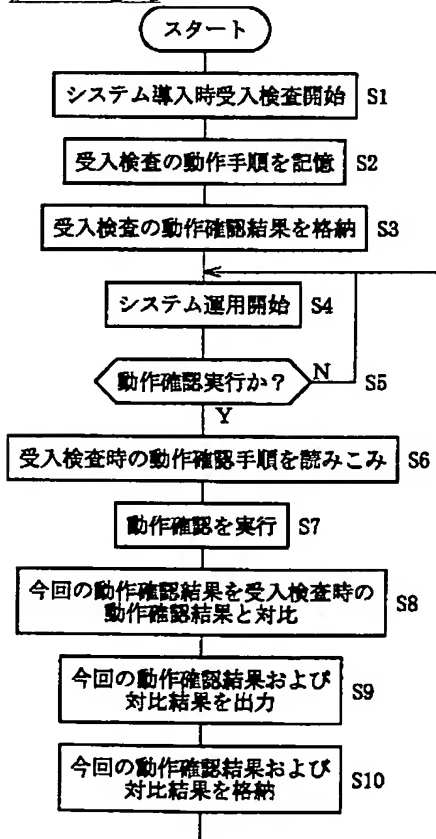 スタート
システム導入時受入検査開始 S1
受入検査の動作手順を記憶 S2
受入検査の動作確認結果を格納 S3
システム運用開始 S4
動作確認実行か? N S5
Y
受入検査時の動作確認手順を読みこみ S6
動作確認を実行 S7
今回の動作確認結果を受入検査時の
動作確認結果と対比 S8
今回の動作確認結果および
対比結果を出力 S9
今回の動作確認結果および
対比結果を格納 S10